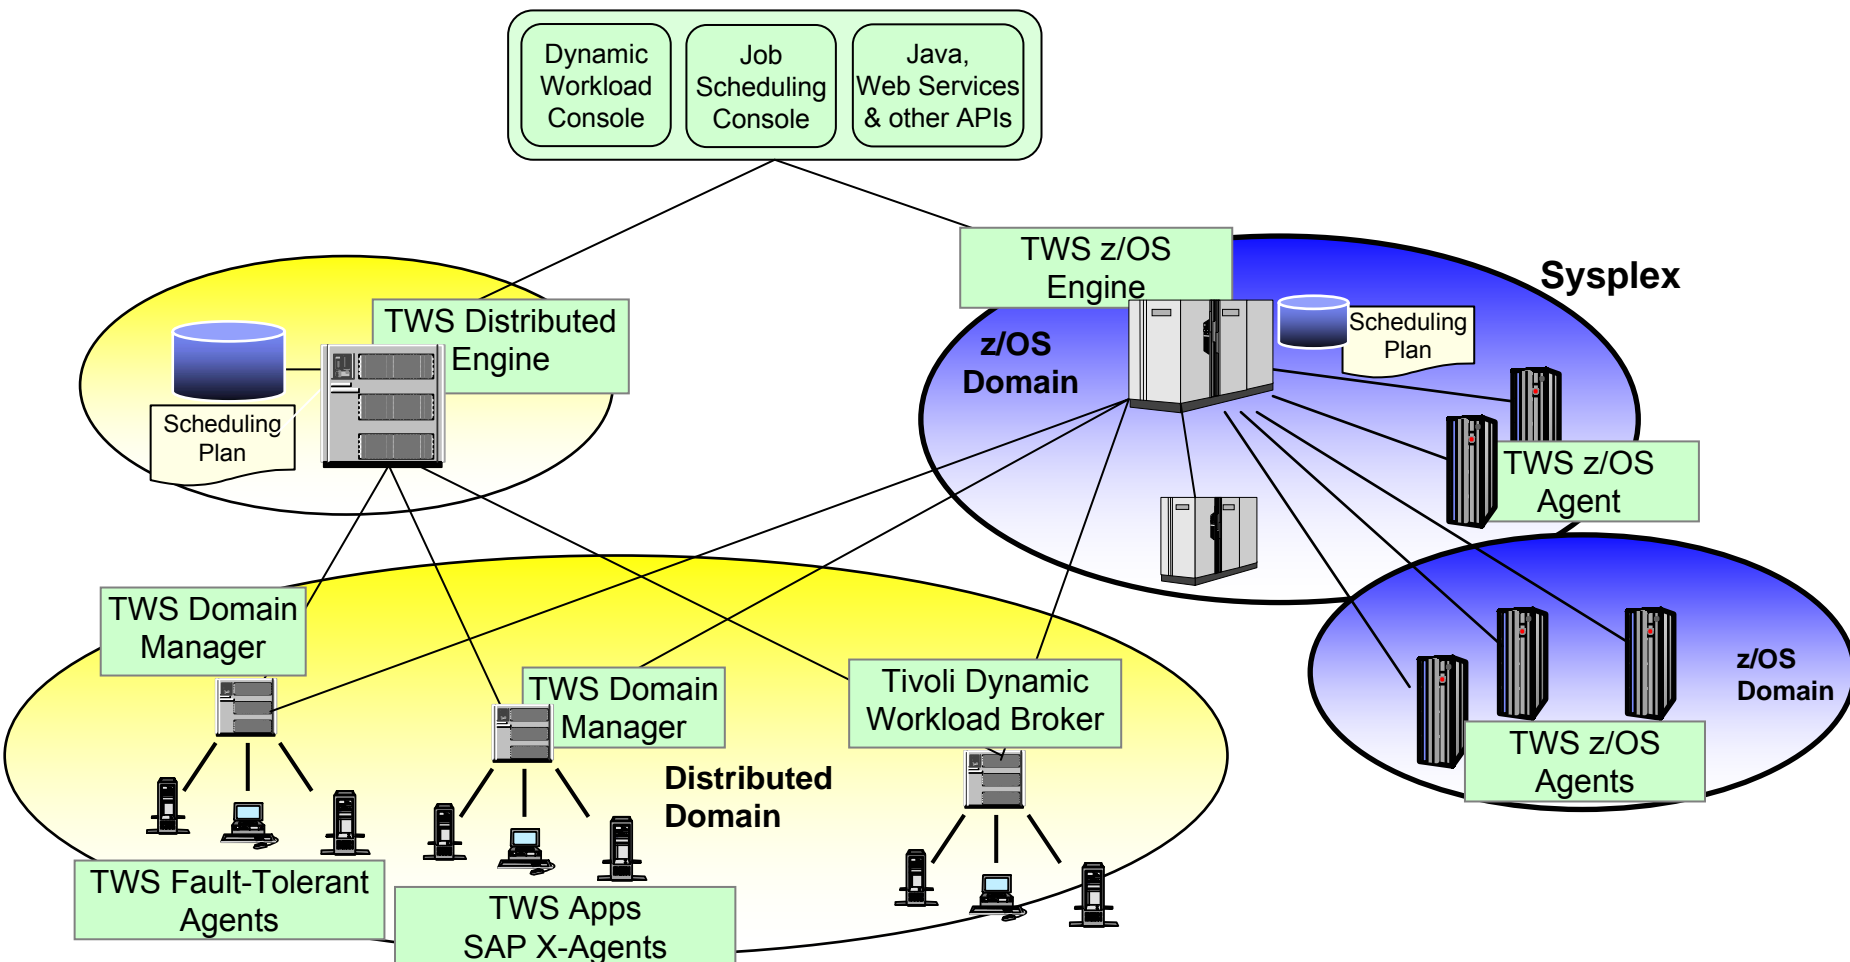 Dynamic
Workload
Console
Job
Scheduling
Console
Java,
Web Services
& other APIs
TWS z/OS
Engine
Sysplex
TWS Distributed
Engine
Scheduling
Plan
z/OS
Domain
Scheduling
Plan
TWS z/OS
Agent
TWS Domain
Manager
TWS Domain
Manager
Tivoli Dynamic
Workload Broker
z/OS
Domain
TWS z/OS
Agents
Distributed
Domain
TWS Fault-Tolerant
Agents
TWS Apps
SAP X-Agents